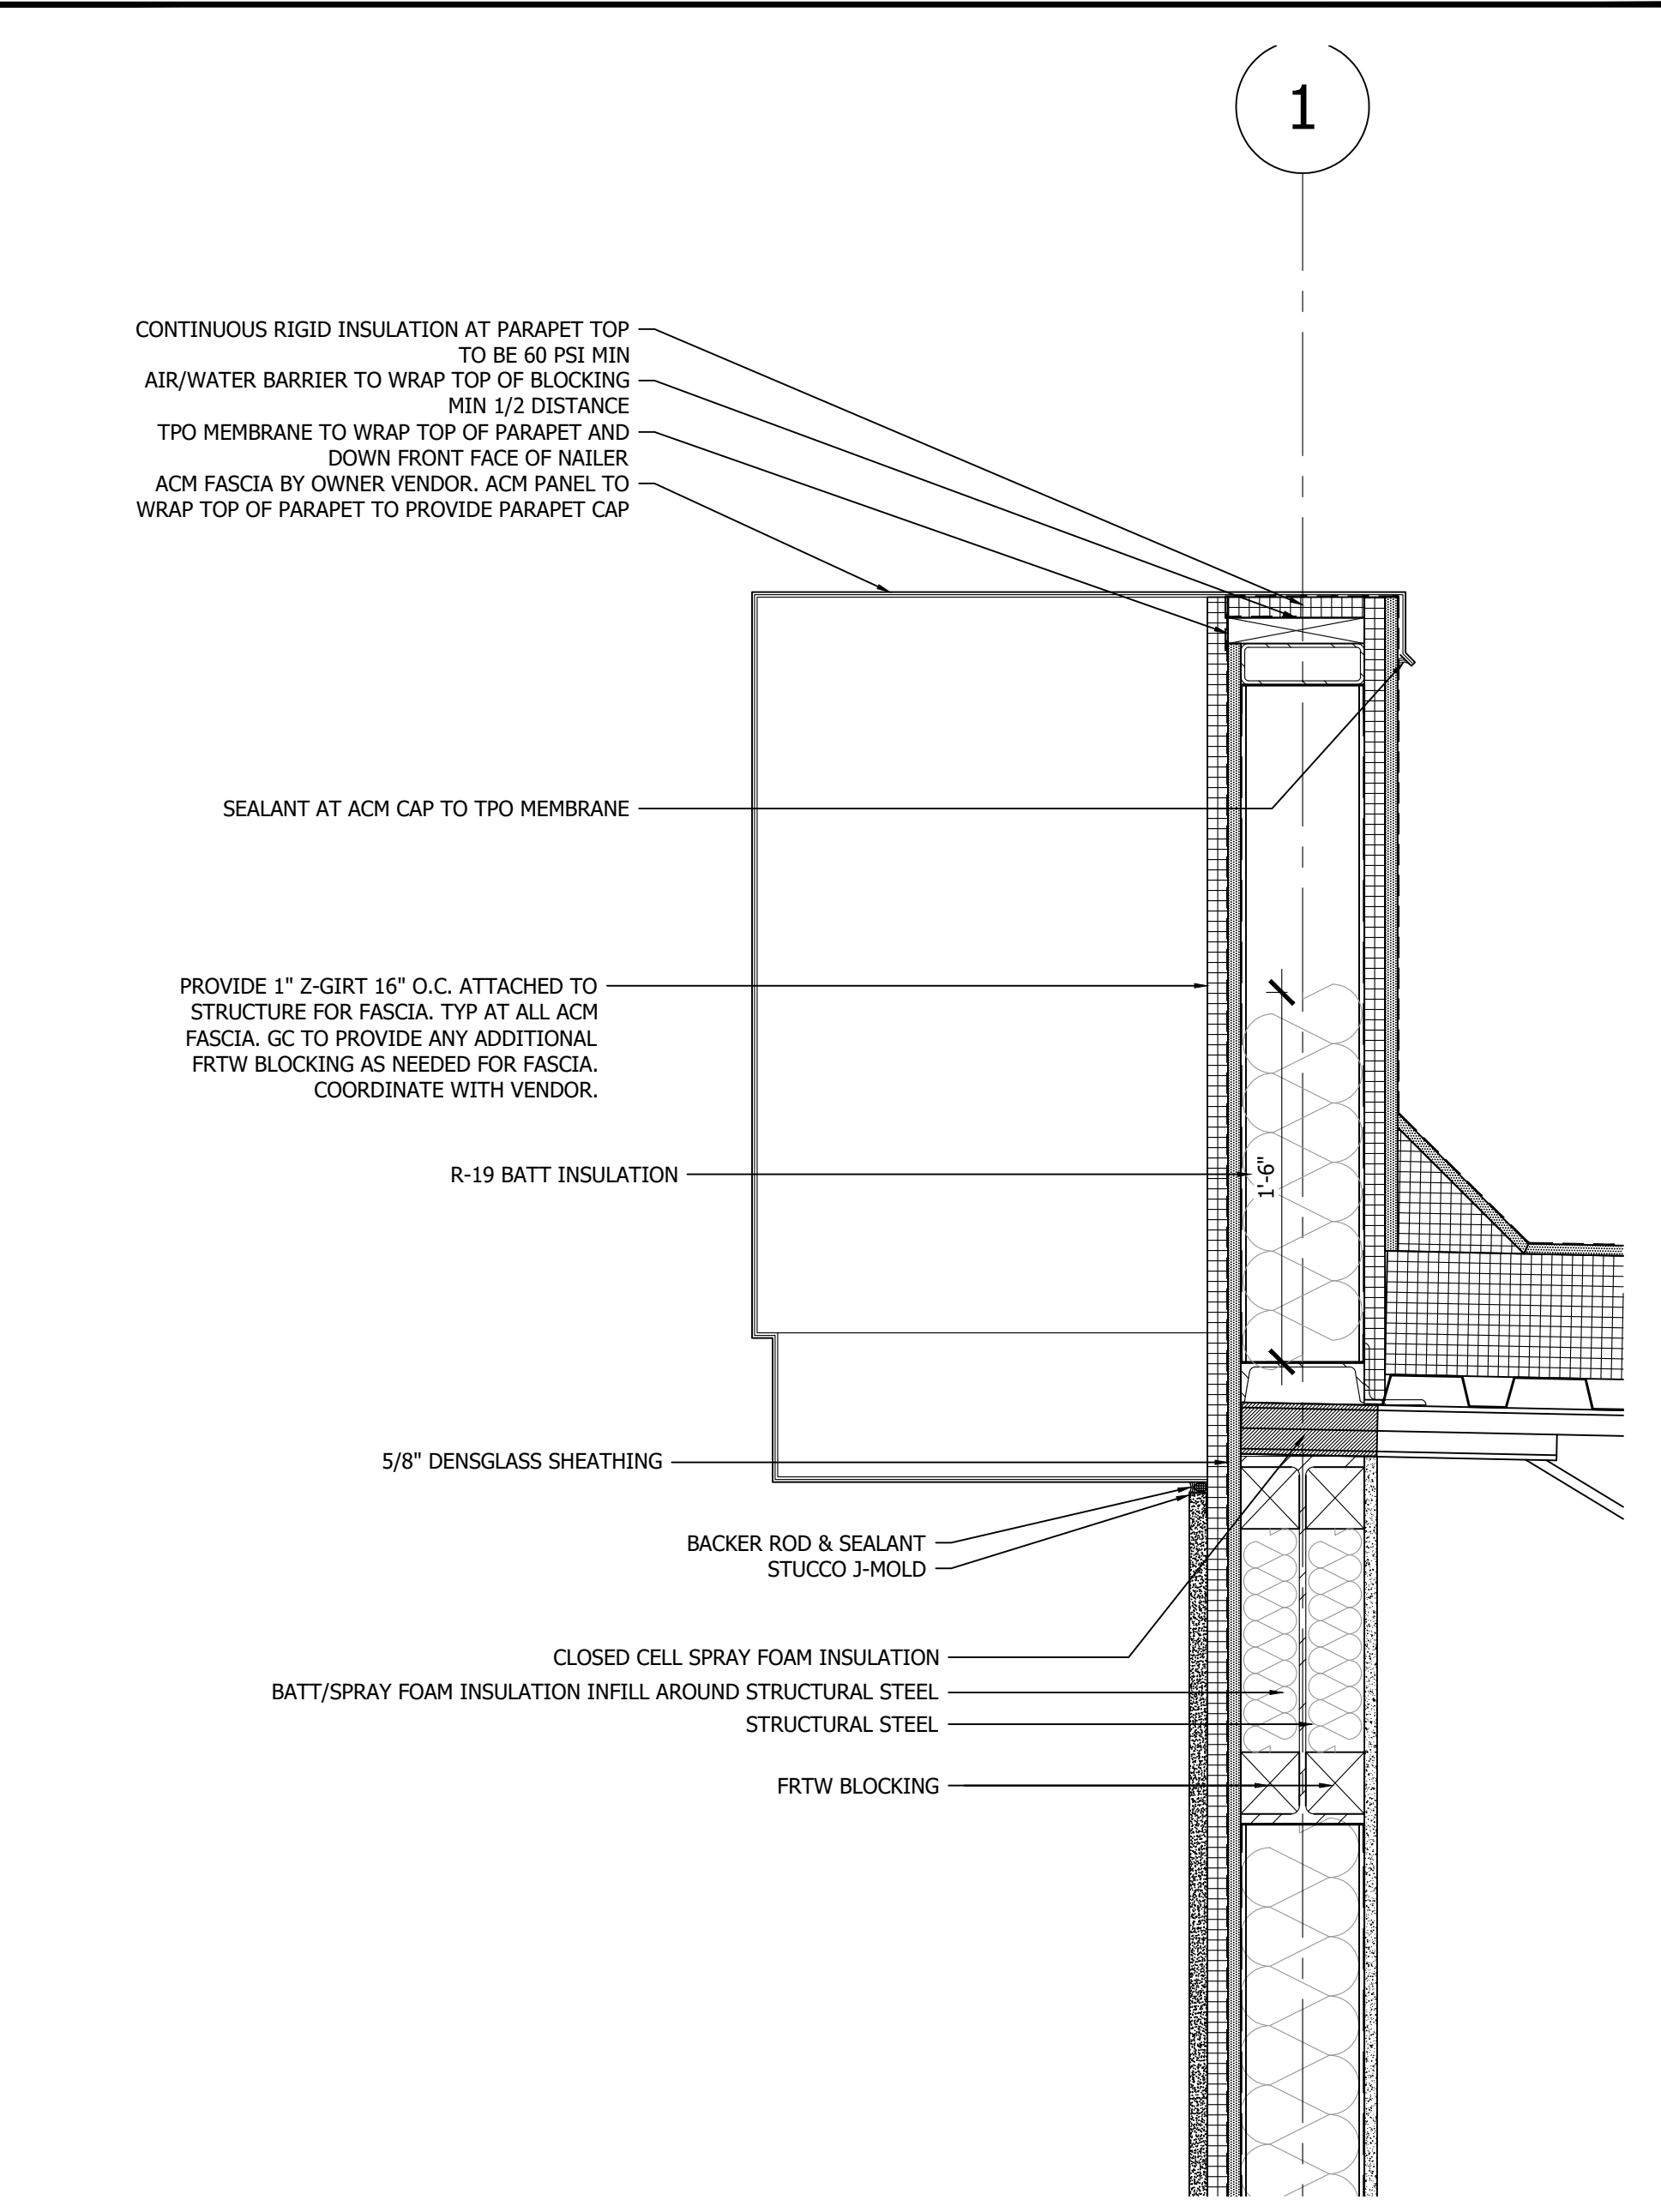 1
CONTINUOUS RIGID INSULATION AT PARAPET TOP
TO BE 60 PSI MIN
AIR/WATER BARRIER TO WRAP TOP OF BLOCKING
MIN 1/2 DISTANCE
TPO MEMBRANE TO WRAP TOP OF PARAPET AND
DOWN FRONT FACE OF NAILER
ACM FASCIA BY OWNER VENDOR. ACM PANEL TO
WRAP TOP OF PARAPET TO PROVIDE PARAPET CAP
SEALANT AT ACM CAP TO TPO MEMBRANE
PROVIDE 1" Z-GIRT 16" O.C. ATTACHED TO
STRUCTURE FOR FASCIA. TYP AT ALL ACM
FASCIA. GC TO PROVIDE ANY ADDITIONAL
FRTW BLOCKING AS NEEDED FOR FASCIA.
COORDINATE WITH VENDOR.
R-19 BATT INSULATION
1'-6"
5/8" DENSGLASS SHEATHING
BACKER ROD & SEALANT
STUCCO J-MOLD
CLOSED CELL SPRAY FOAM INSULATION
BATT/SPRAY FOAM INSULATION INFILL AROUND STRUCTURAL STEEL
STRUCTURAL STEEL
FRTW BLOCKING